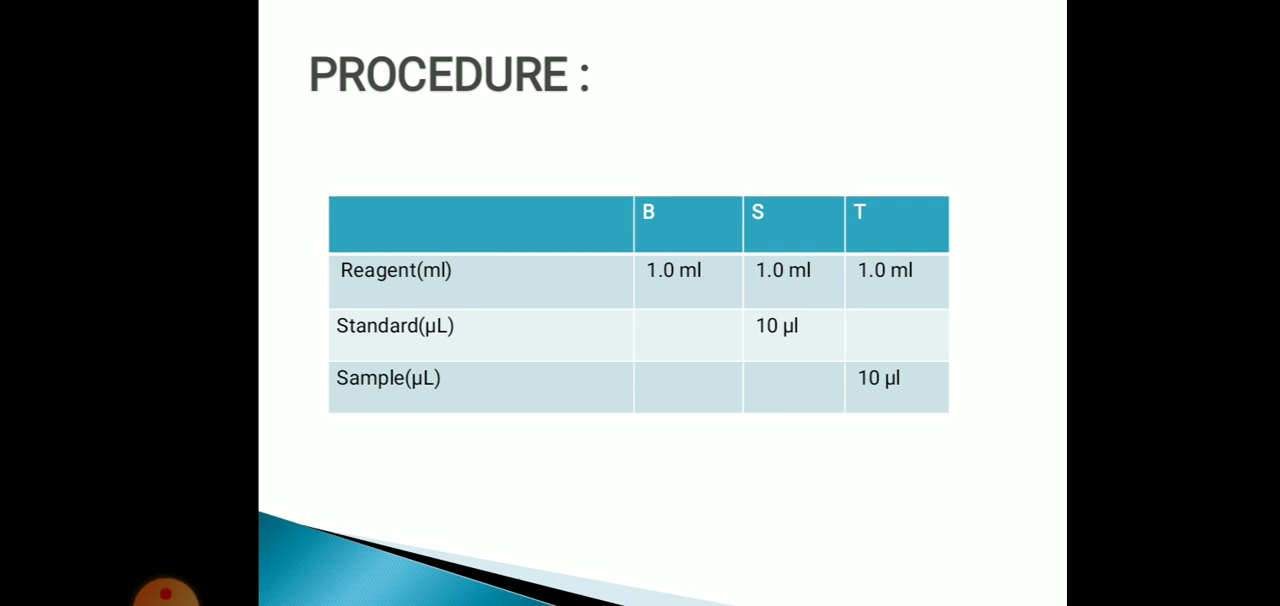 PROCEDURE :
B S T
Reagent(ml) 1.0 ml 1.0 ml 1.0 ml
Standard(µL) 10 µl
Sample(µL) 10 µl